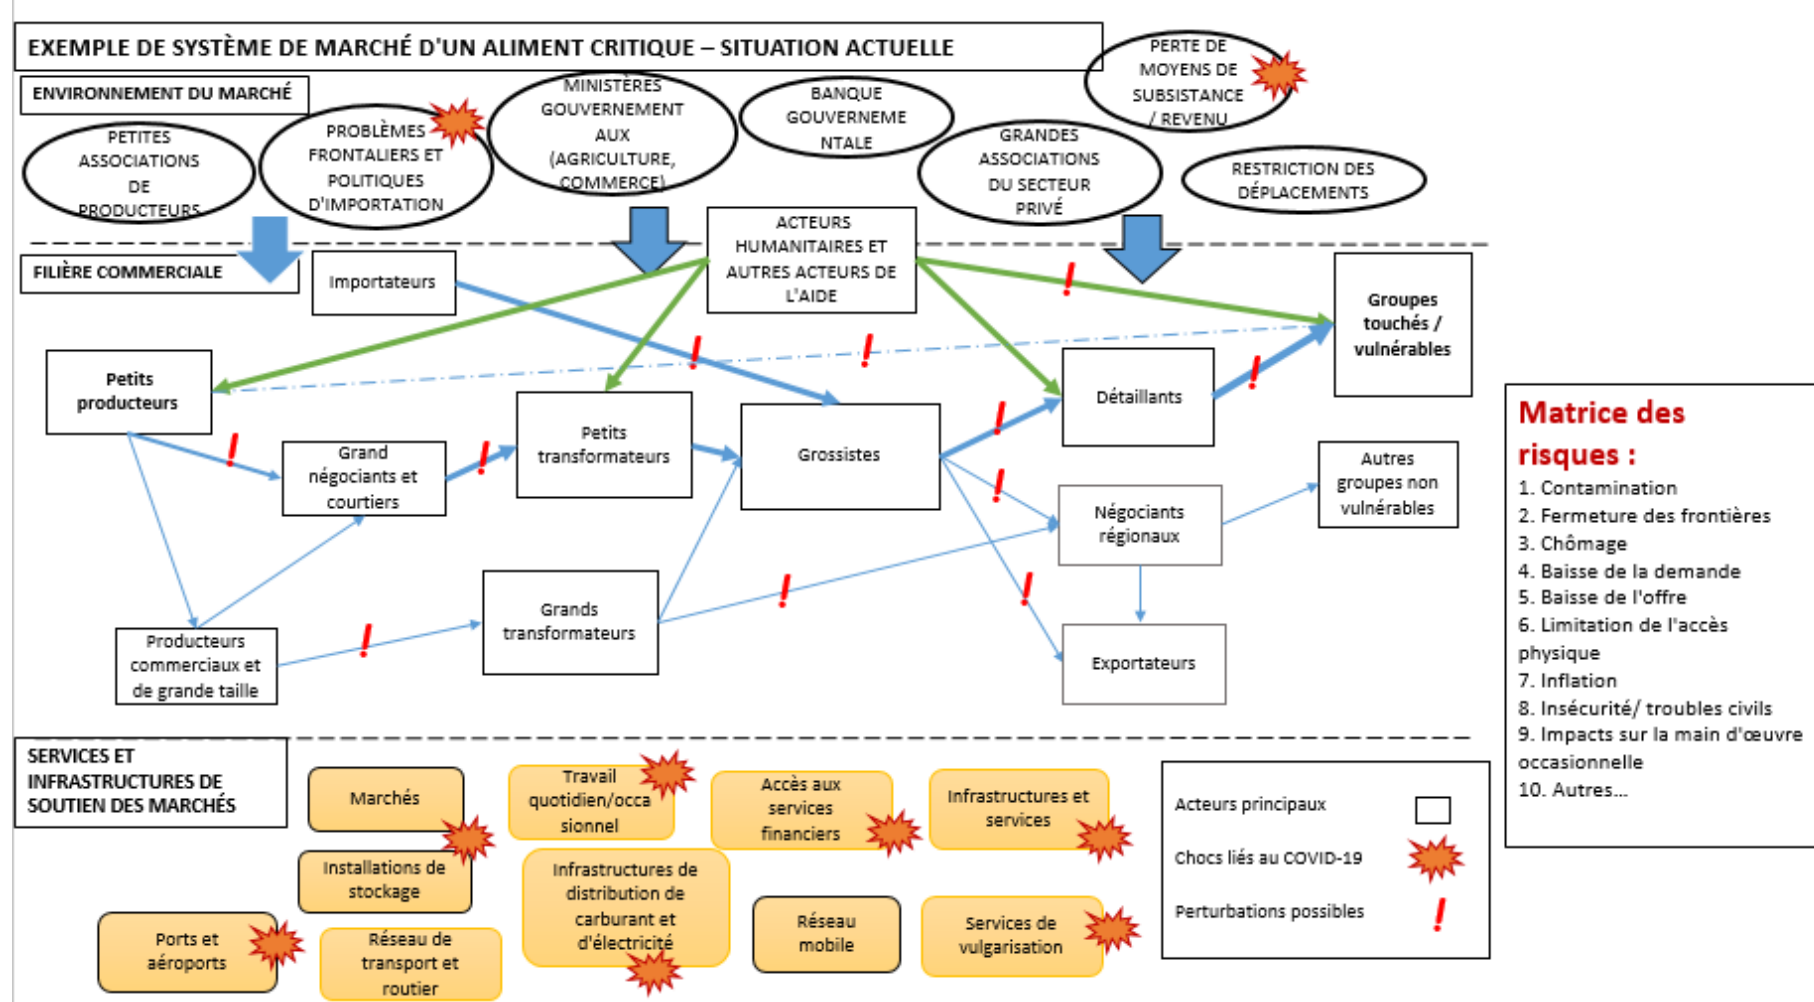 EXEMPLE DE SYSTÈME DE MARCHÉ D'UN ALIMENT CRITIQUE – SITUATION ACTUELLE
ENVIRONNEMENT DU MARCHÉ
PETITES
ASSOCIATIONS
DE
PRODUCTEURS
PROBLÈMES
FRONTALIERS ET
POLITIQUES
D'IMPORTATION
MINISTÈRES
GOUVERNEMENT
AUX
(AGRICULTURE,
COMMERCE)
BANQUE
GOUVERNEME
NTALE
GRANDES
ASSOCIATIONS
DU SECTEUR
PRIVÉ
PERTE DE
MOYENS DE
SUBSISTANCE
/ REVENU
RESTRICTION DES
DÉPLACEMENTS
FILIÈRE COMMERCIALE
Importateurs
ACTEURS
HUMANITAIRES ET
AUTRES ACTEURS DE
L'AIDE
Groupes
touchés /
vulnérables
Petits
producteurs
Grand
négociants et
courtiers
Petits
transformateurs
Grossistes
Détaillants
Autres
groupes non
vulnérables
Négociants
régionaux
Producteurs
commerciaux et
de grande taille
Grands
transformateurs
Exportateurs
Matrice des
risques :
1. Contamination
2. Fermeture des frontières
3. Chômage
4. Baisse de la demande
5. Baisse de l'offre
6. Limitation de l'accès
physique
7. Inflation
8. Insécurité/ troubles civils
9. Impacts sur la main d'œuvre
occasionnelle
10. Autres...
SERVICES ET
INFRASTRUCTURES DE
SOUTIEN DES MARCHÉS
Marchés
Travail
quotidien/occa
sionnel
Accès aux
services
financiers
Infrastructures et
services
Installations de
stockage
Infrastructures de
distribution de
carburant et
d'électricité
Ports et
aéroports
Réseau de
transport et
routier
Réseau
mobile
Services de
vulgarisation
Acteurs principaux
Chocs liés au COVID-19
Perturbations possibles